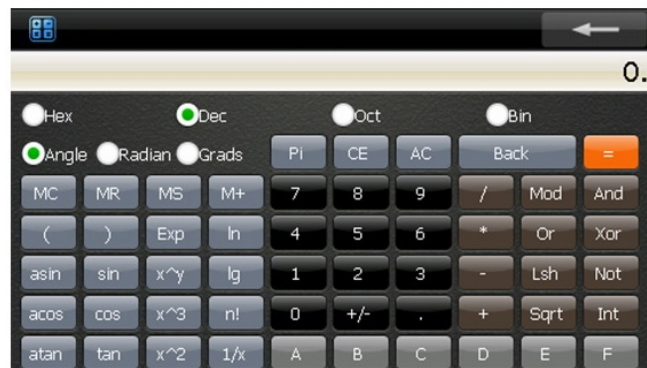 0.
Hex Dec Oct Bin
Angle Radian Grads Pi CE AC Back =
MC MR MS M+ 7 8 9 / Mod And
( ) Exp ln 4 5 6 * Or Xor
asin sin x^y lg 1 2 3 - Lsh Not
acos cos x^3 n! 0 +/- . + Sqrt Int
atan tan x^2 1/x A B C D E F